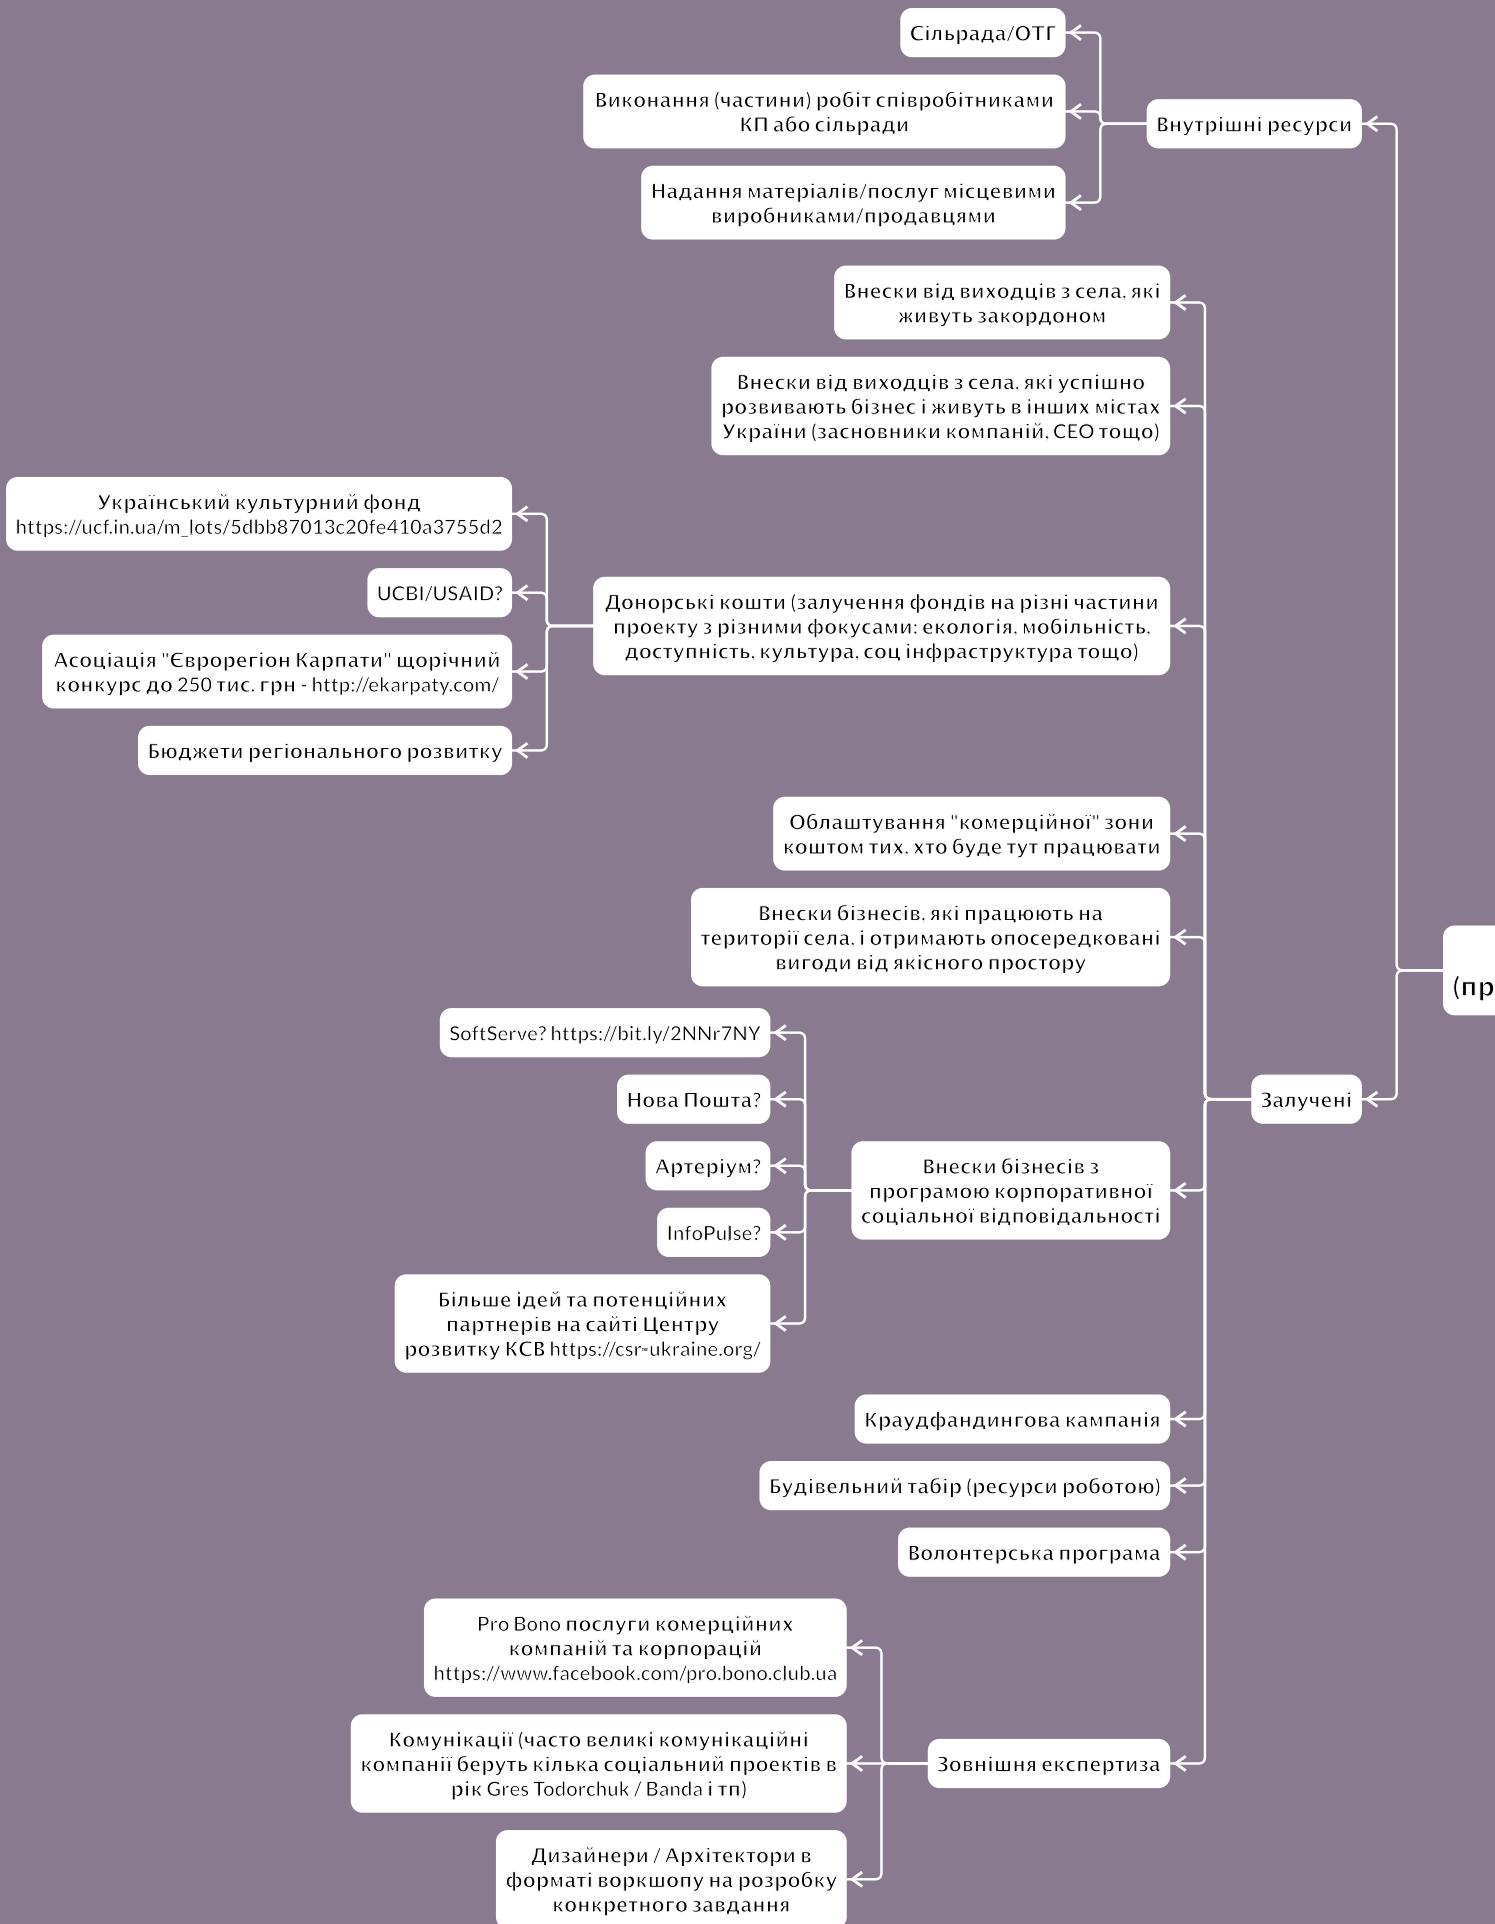 Сільрада/ОТГ
Виконання (частини) робіт співробітниками
КП або сільради
Внутрішні ресурси
Надання матеріалів/послуг місцевими
виробниками/продавцями
Внески від виходців з села, які
живуть закордоном
Внески від виходців з села, які успішно
розвивають бізнес і живуть в інших містах
України (засновники компаній, CEO тощо)
Український культурний фонд
https://ucf.in.ua/m_lots/5dbb87013c20fe410a3755d2
UCBI/USAID?
Донорські кошти (залучення фондів на різні частини
проекту з різними фокусами: екологія, мобільність,
доступність, культура, соц інфраструктура тощо)
Асоціація "Єврорегіон Карпати" щорічний
конкурс до 250 тис. грн - http://ekarpaty.com/
Бюджети регіонального розвитку
Облаштування "комерційної" зони
коштом тих, хто буде тут працювати
Внески бізнесів, які працюють на
території села, і отримають опосередковані
вигоди від якісного простору
(пр
SoftServe? https://bit.ly/2NNr7NY
Нова Пошта?
Залучені
Артеріум?
Внески бізнесів з
програмою корпоративної
соціальної відповідальності
InfoPulse?
Більше ідей та потенційних
партнерів на сайті Центру
розвитку КСВ https://csr-ukraine.org/
Краудфандингова кампанія
Будівельний табір (ресурси роботою)
Волонтерська програма
Pro Bono послуги комерційних
компаній та корпорацій
https://www.facebook.com/pro.bono.club.ua
Комунікації (часто великі комунікаційні
компанії беруть кілька соціальний проектів в
рік Gres Todorchuk / Banda і тп)
Зовнішня експертиза
Дизайнери / Архітектори в
форматі воркшопу на розробку
конкретного завдання